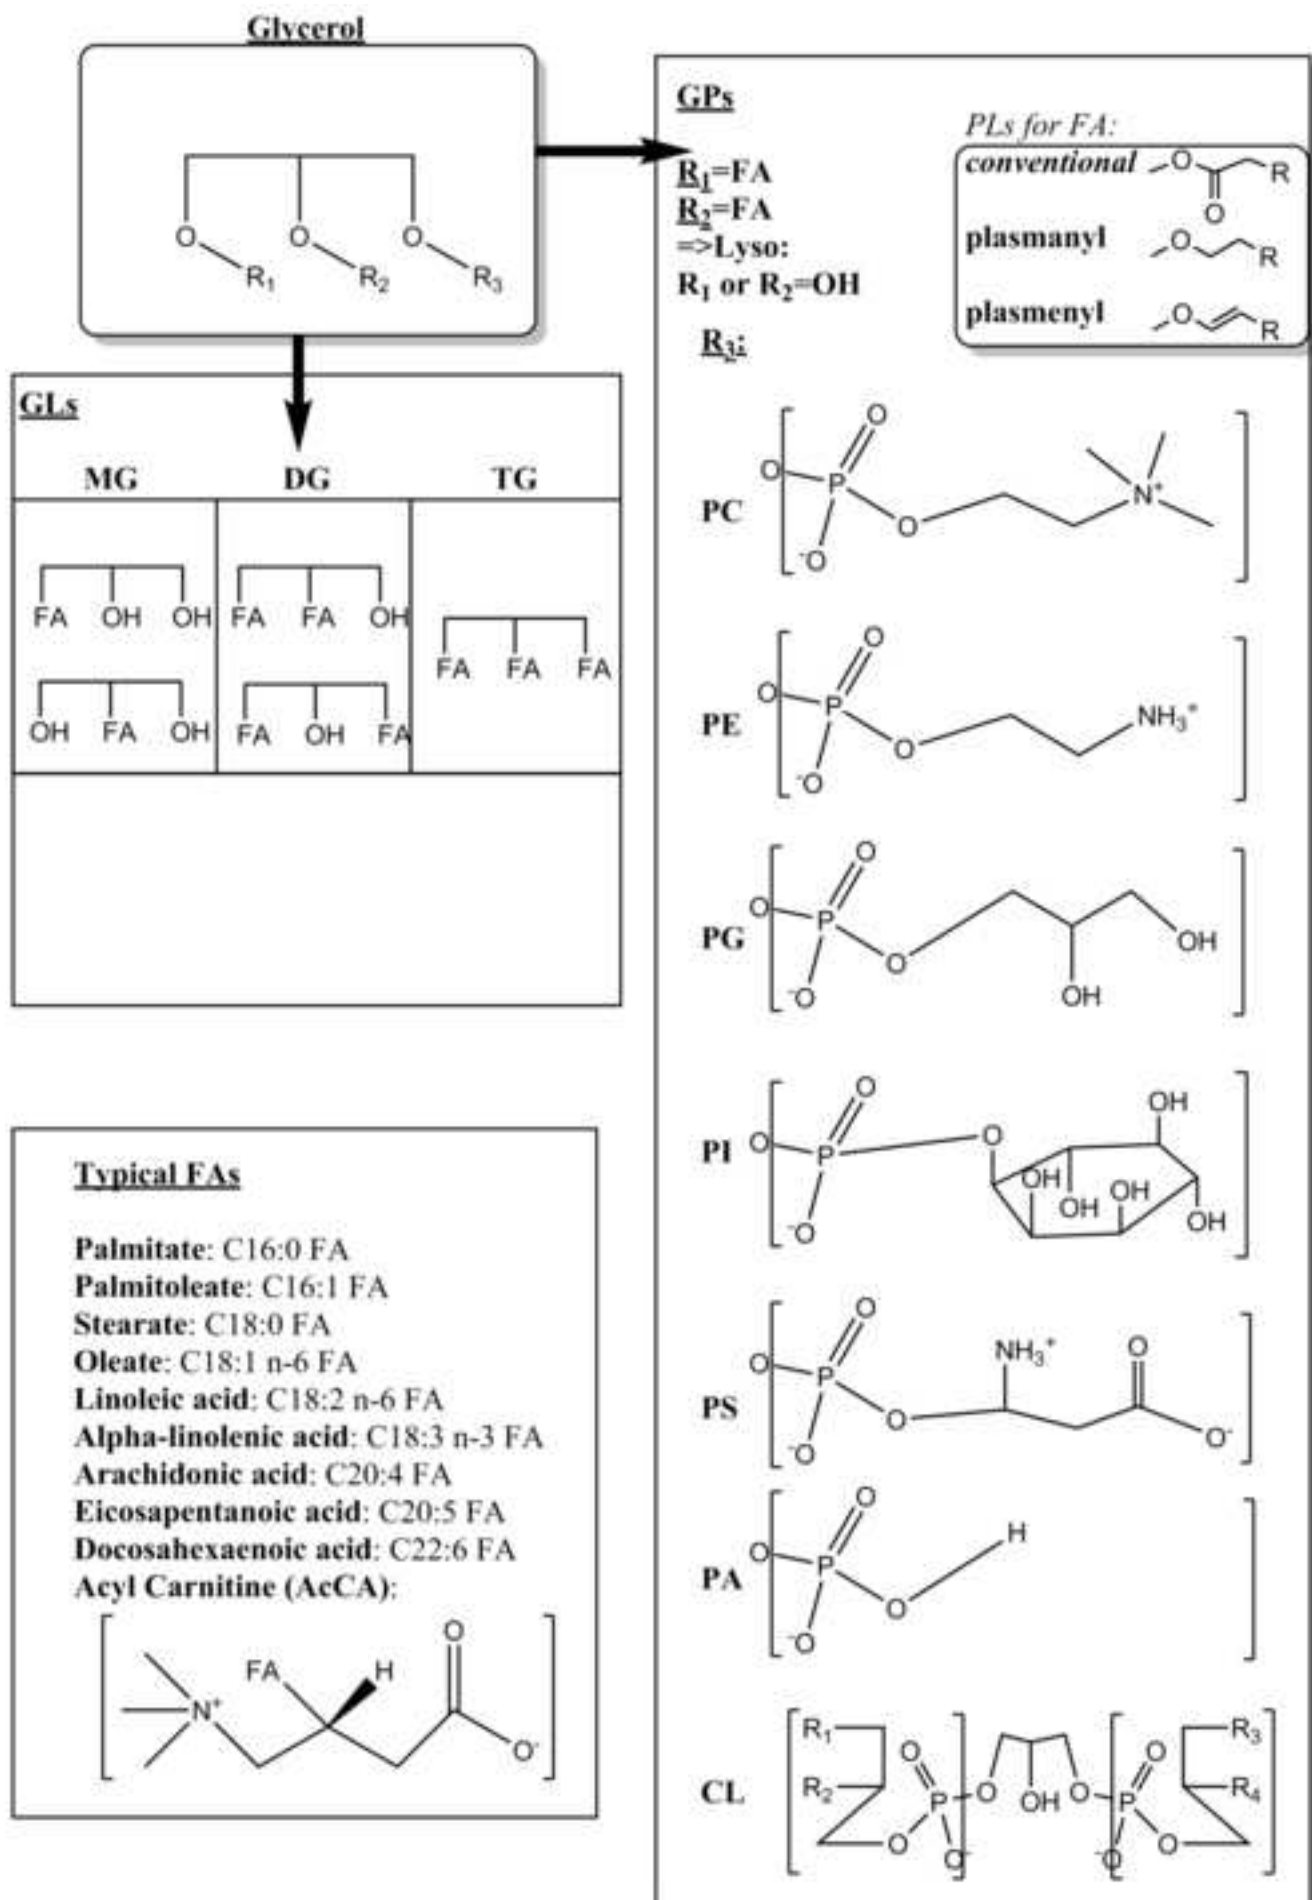 Glycerol
O O O
R1 R2 R3
GLs
MG DG TG
FA OH OH
OH FA OH
FA FA OH
FA OH FA
FA FA FA
Typical FAs
Palmitate: C16:0 FA
Palmitoleate: C16:1 FA
Stearate: C18:0 FA
Oleate: C18:1 n-6 FA
Linoleic acid: C18:2 n-6 FA
Alpha-linolenic acid: C18:3 n-3 FA
Arachidonic acid: C20:4 FA
Eicosapentanoic acid: C20:5 FA
Docosahexaenoic acid: C22:6 FA
Acyl Carnitine (AcCA):
FA H O
N+ O-
GPs
R1=FA
R2=FA
=>Lyso:
R1 or R2=OH
R3:
PLs for FA:
conventional O O R
plasmanyl O R
plasmenyl O R
PC O P O -O O N+
PE O P O -O O NH3+
PG O P O -O O OH OH
PI O P O -O O OH OH OH OH OH
PS O P O -O O NH3+ O O-
PA O P O -O O H
CL R1 R2 O P O O- O OH O P O -O O R3 R4